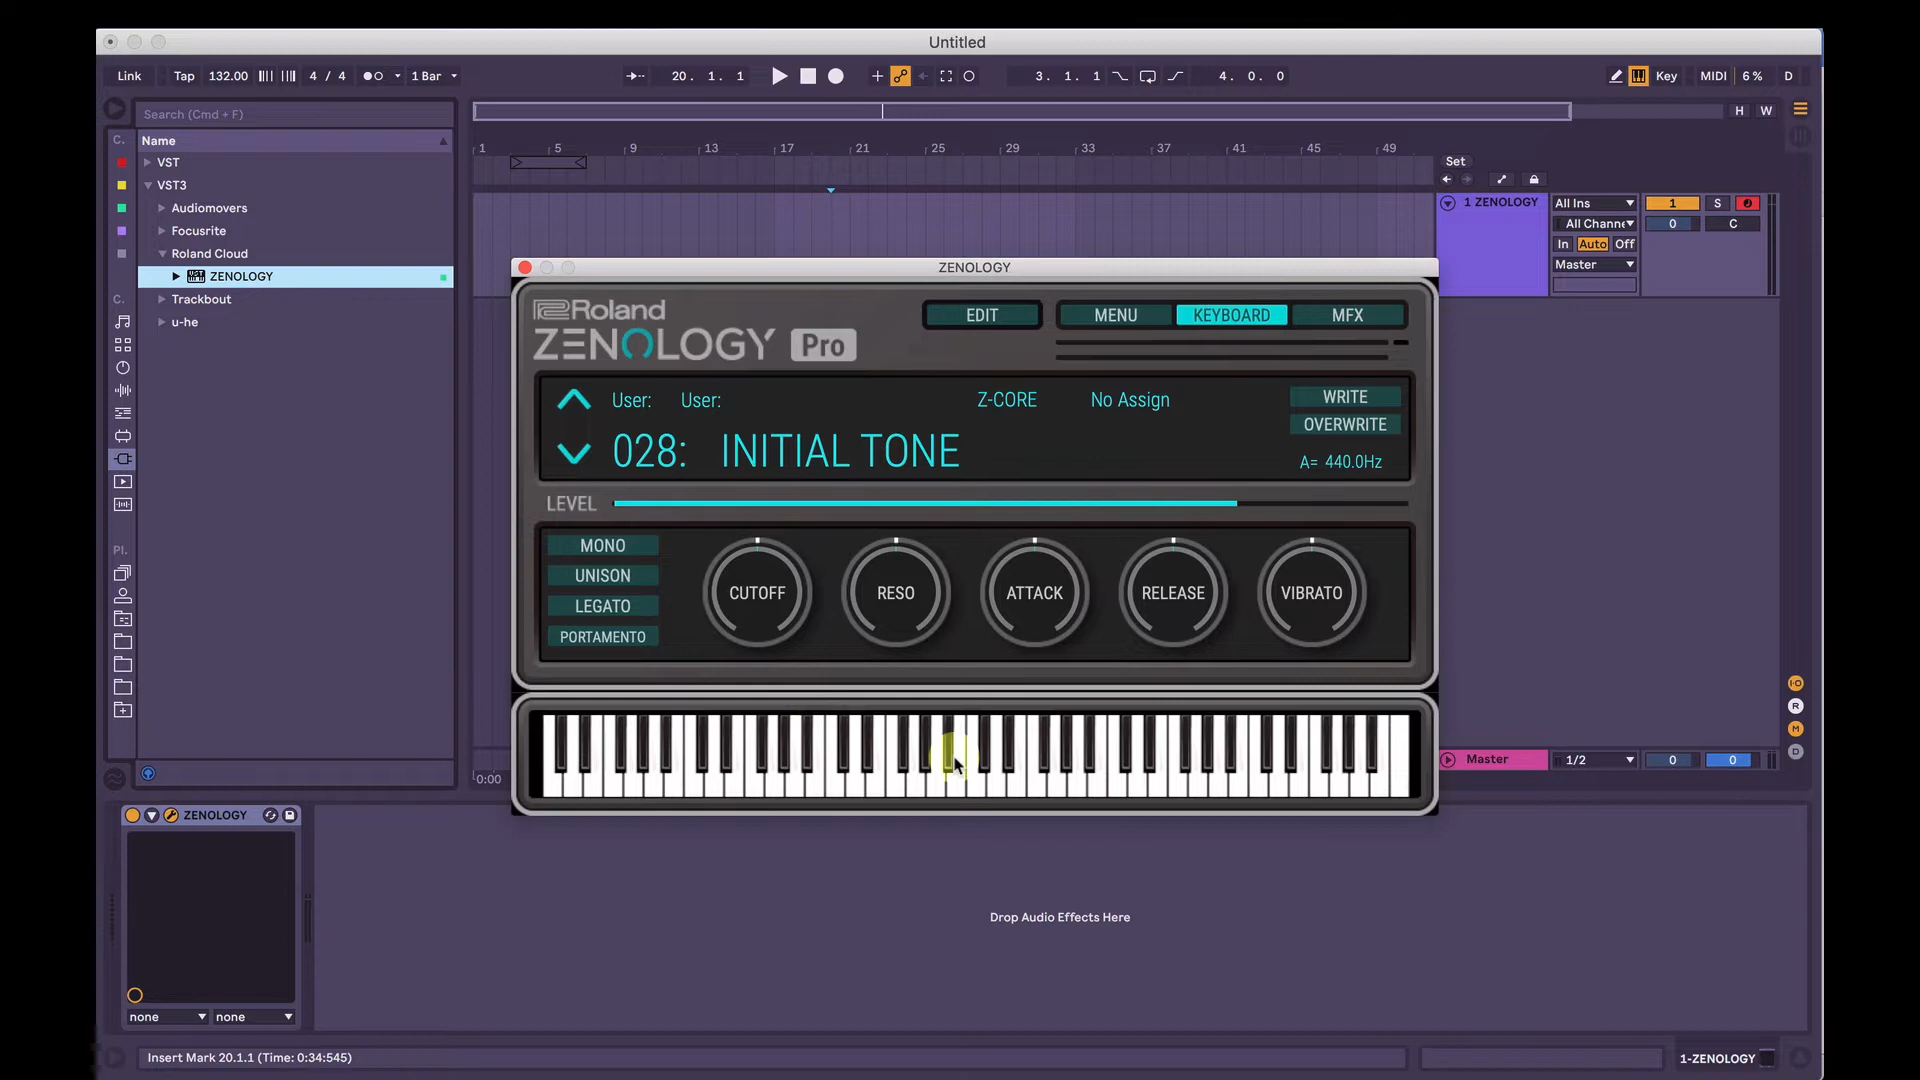 Untitled
Link Tap 132.00 4 / 4 1 Bar 20. 1. 1 3. 1. 1 4. 0. 0 Key MIDI 6 % D
Search (Cmd + F)
H W
C. Name
1 5 9 13 17 21 25 29 33 37 41 45 49
VST
Set
VST3
Audiomovers
1 ZENOLOGY All Ins 1 S
All Channe 0 C
Focusrite
In Auto Off
Roland Cloud
Master
ZENOLOGY
C. Trackbout
u-he
Pl.
ZENOLOGY
Roland
ZENOLOGY Pro
EDIT MENU KEYBOARD MFX
User: User: Z-CORE No Assign WRITE
OVERWRITE
028: INITIAL TONE
A= 440.0Hz
LEVEL
MONO
UNISON
LEGATO
PORTAMENTO
CUTOFF RESO ATTACK RELEASE VIBRATO
I·O
R
M
D
Master 1/2 0 0
0:00
ZENOLOGY
Drop Audio Effects Here
none none
Insert Mark 20.1.1 (Time: 0:34:545)
1-ZENOLOGY